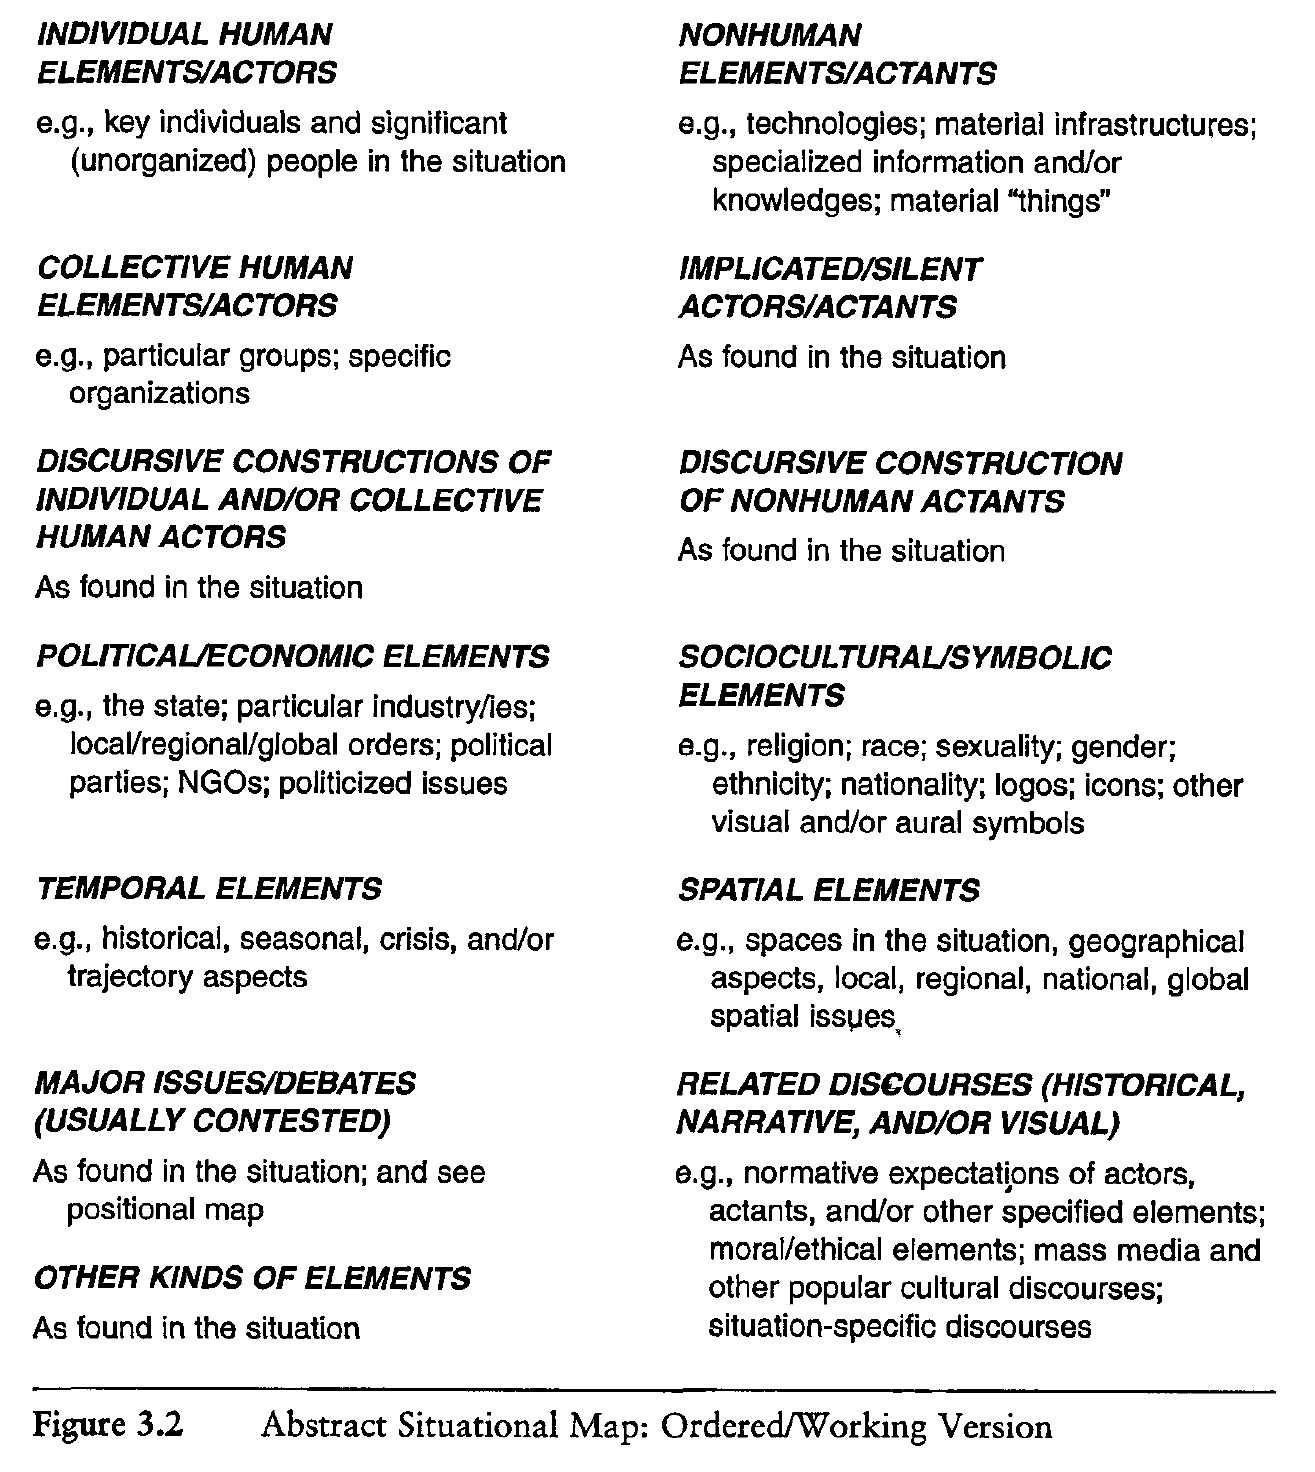 INDIVIDUAL HUMAN
ELEMENTS/ACTORS
e.g., key individuals and significant
(unorganized) people in the situation
COLLECTIVE HUMAN
ELEMENTS/ACTORS
e.g., particular groups; specific
organizations
DISCURSIVE CONSTRUCTIONS OF
INDIVIDUAL AND/OR COLLECTIVE
HUMAN ACTORS
As found in the situation
POLITICAL/ECONOMIC ELEMENTS
e.g., the state; particular industry/ies;
local/regional/global orders; political
parties; NGOs; politicized issues
TEMPORAL ELEMENTS
e.g., historical, seasonal, crisis, and/or
trajectory aspects
MAJOR ISSUES/DEBATES
(USUALLY CONTESTED)
As found in the situation; and see
positional map
OTHER KINDS OF ELEMENTS
As found in the situation
NONHUMAN
ELEMENTS/ACTANTS
e.g., technologies; material infrastructures;
specialized information and/or
knowledges; material “things”
IMPLICATED/SILENT
ACTORS/ACTANTS
As found in the situation
DISCURSIVE CONSTRUCTION
OF NONHUMAN ACTANTS
As found in the situation
SOCIOCULTURAL/SYMBOLIC
ELEMENTS
e.g., religion; race; sexuality; gender;
ethnicity; nationality; logos; icons; other
visual and/or aural symbols
SPATIAL ELEMENTS
e.g., spaces in the situation, geographical
aspects, local, regional, national, global
spatial issues
RELATED DISCOURSES (HISTORICAL,
NARRATIVE, AND/OR VISUAL)
e.g., normative expectations of actors,
actants, and/or other specified elements;
moral/ethical elements; mass media and
other popular cultural discourses;
situation-specific discourses
Figure 3.2 Abstract Situational Map: Ordered/Working Version